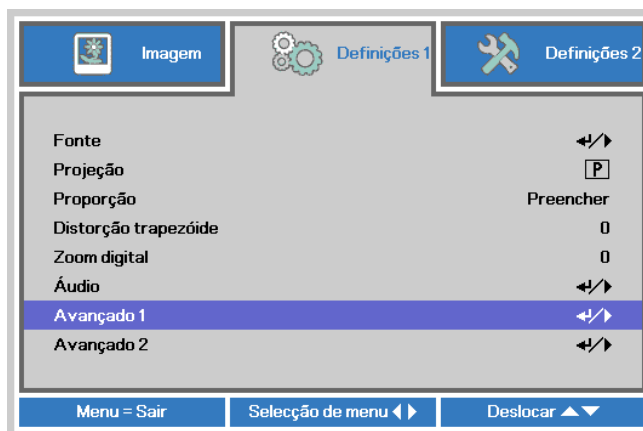 Imagem
Definições 1
Definições 2
Fonte
Projeção P
Proporção Preencher
Distorção trapezóide 0
Zoom digital 0
Áudio
Avançado 1
Avançado 2
Menu = Sair Selecção de menu Deslocar